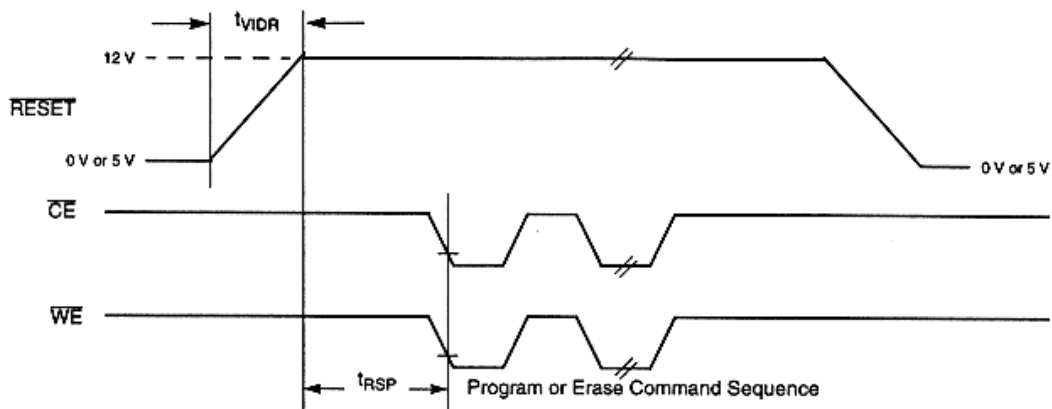 tVIDR
12 V
RESET
0 V or 5 V
0 V or 5 V
CE
WE
tRSP
Program or Erase Command Sequence